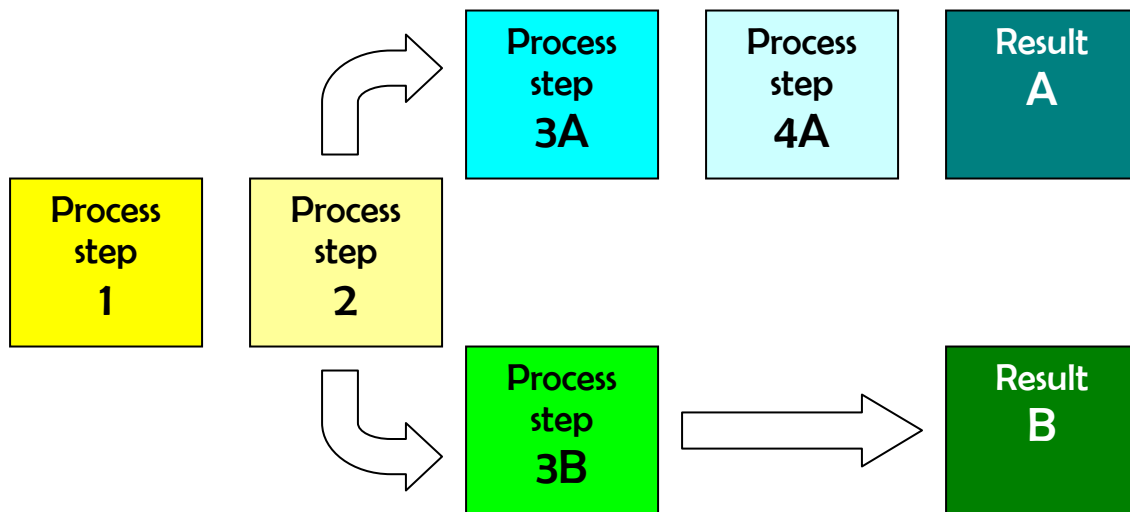 Process
step
1
Process
step
2
Process
step
3A
Process
step
4A
Result
A
Process
step
3B
Result
B